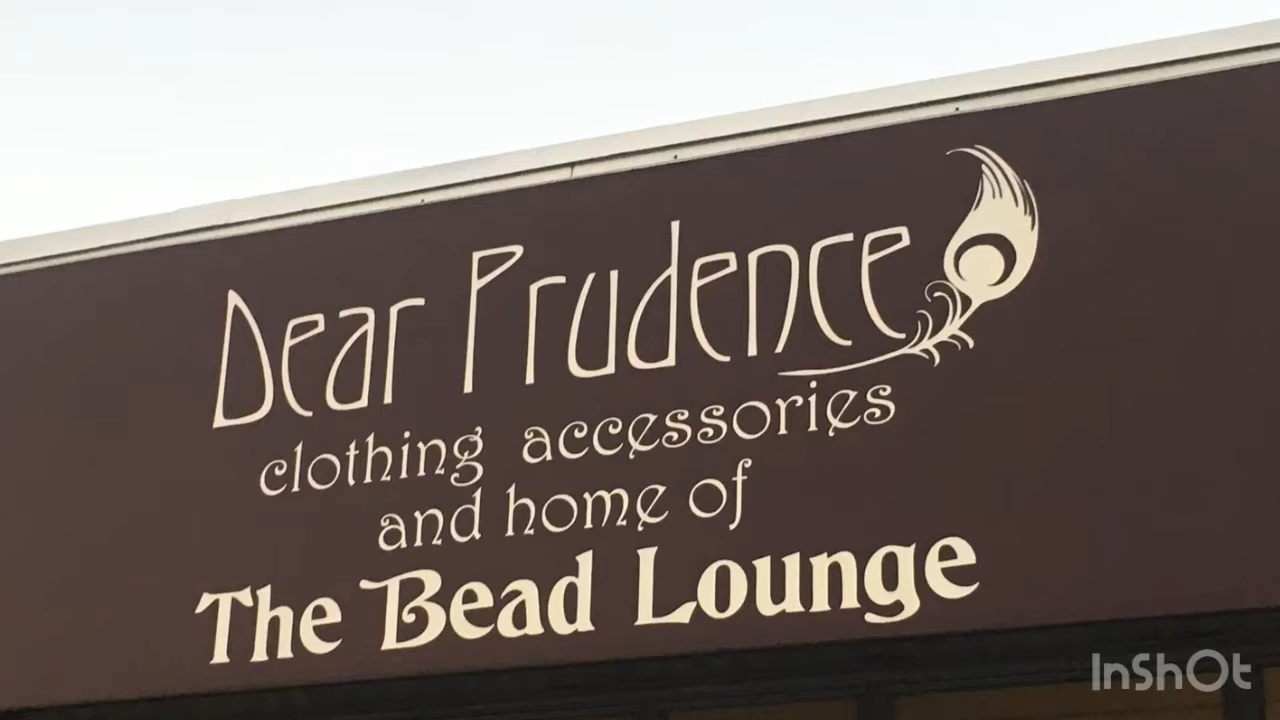 Dear Prudence
clothing accessories
and home of
The Bead Lounge
InShOt